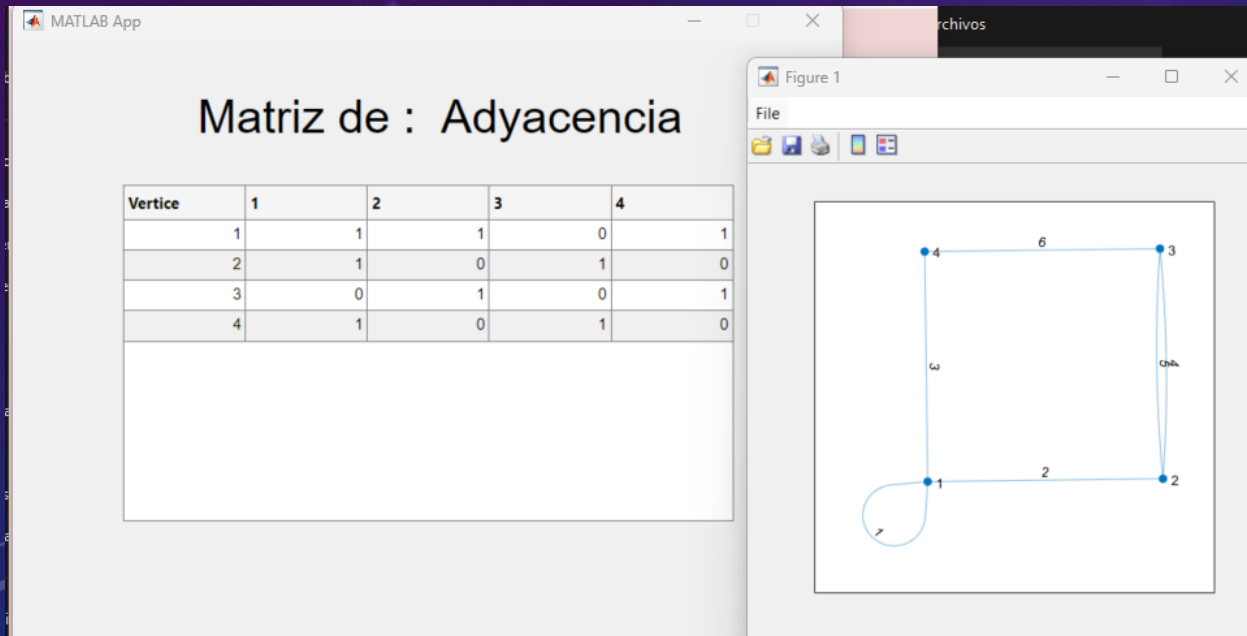 MATLAB App
rchivos
Matriz de : Adyacencia
Vertice 1 2 3 4
1 1 1 0 1
2 1 0 1 0
3 0 1 0 1
4 1 0 1 0
Figure 1
File
4 6 3
3 5 4
1 2 2
1